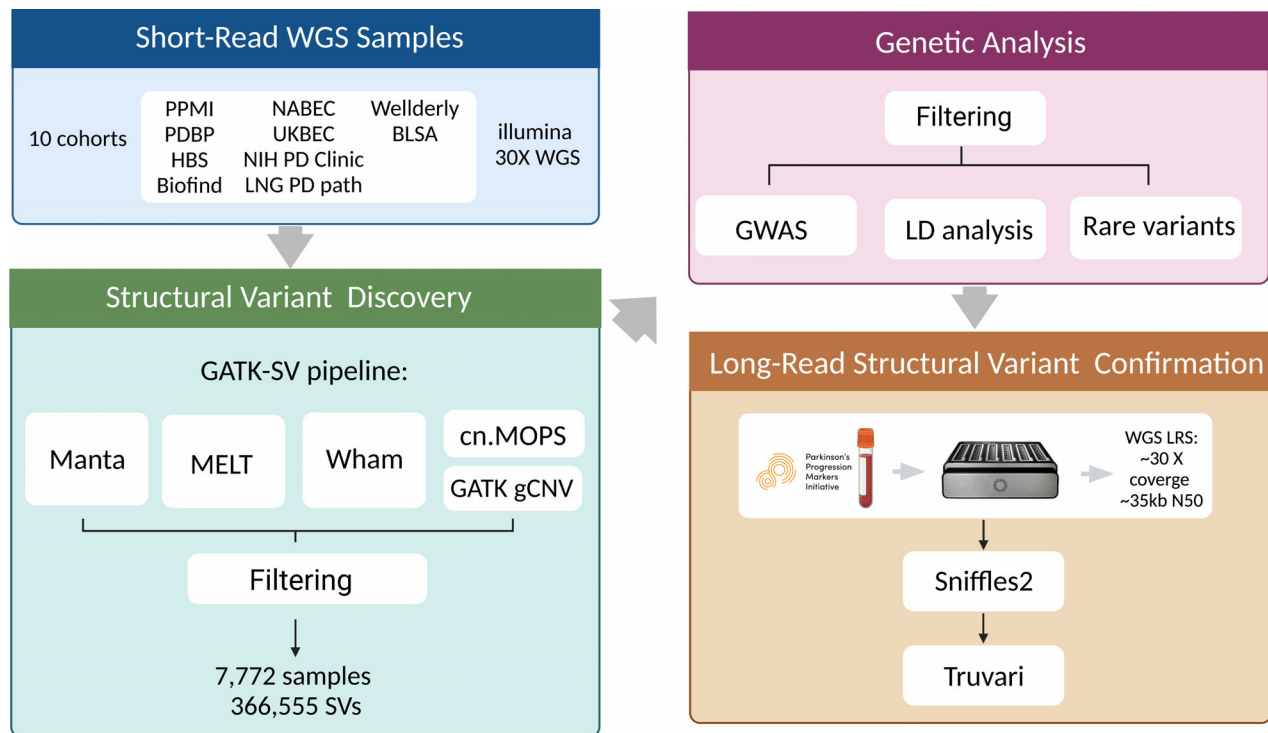 Short-Read WGS Samples
10 cohorts
PPMI
PDBP
HBS
Biofind
NABEC
UKBEC
NIH PD Clinic
LNG PD path
Wellderly
BLSA
illumina
30X WGS
Structural Variant Discovery
GATK-SV pipeline:
Manta
MELT
Wham
cn.MOPS
GATK gCNV
Filtering
7,772 samples
366,555 SVs
Genetic Analysis
Filtering
GWAS
LD analysis
Rare variants
Long-Read Structural Variant Confirmation
Parkinson's
Progression
Markers
Initiative
WGS LRS:
~30 X
coverge
~35kb N50
Sniffles2
Truvari